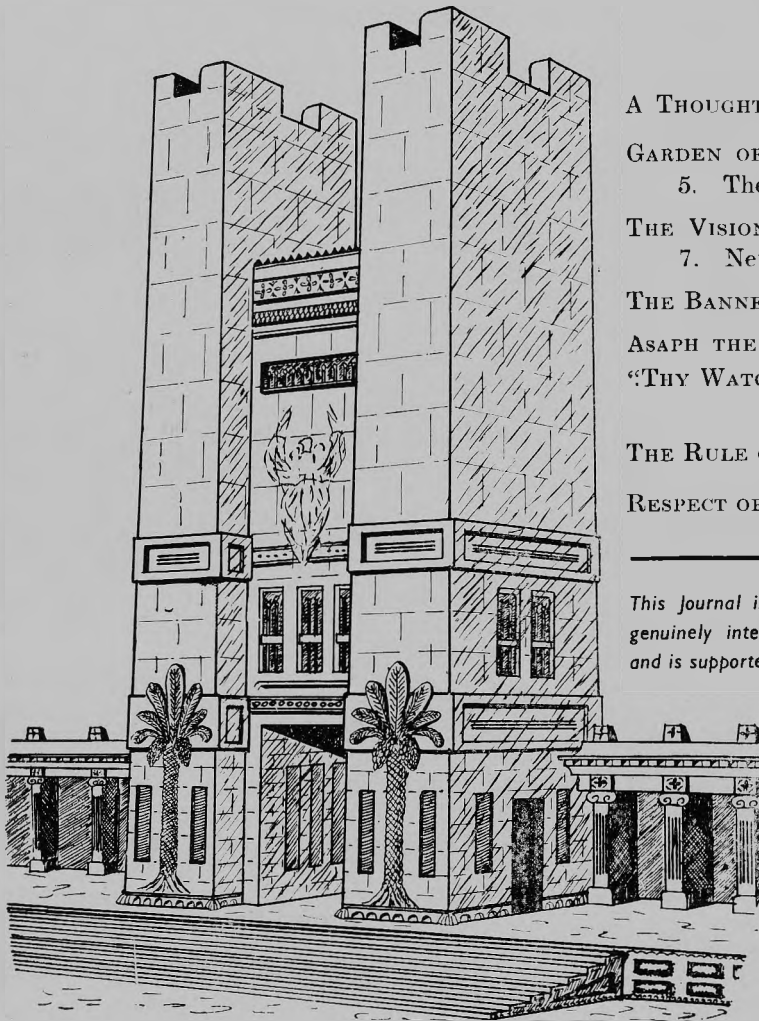 A THOUGHT
GARDEN OF
5. The
THE VISION
7. Ne
THE BANNE
ASAPH THE
“THY WATC
THE RULE
RESPECT OF
This Journal i
genuinely inte
and is supporte